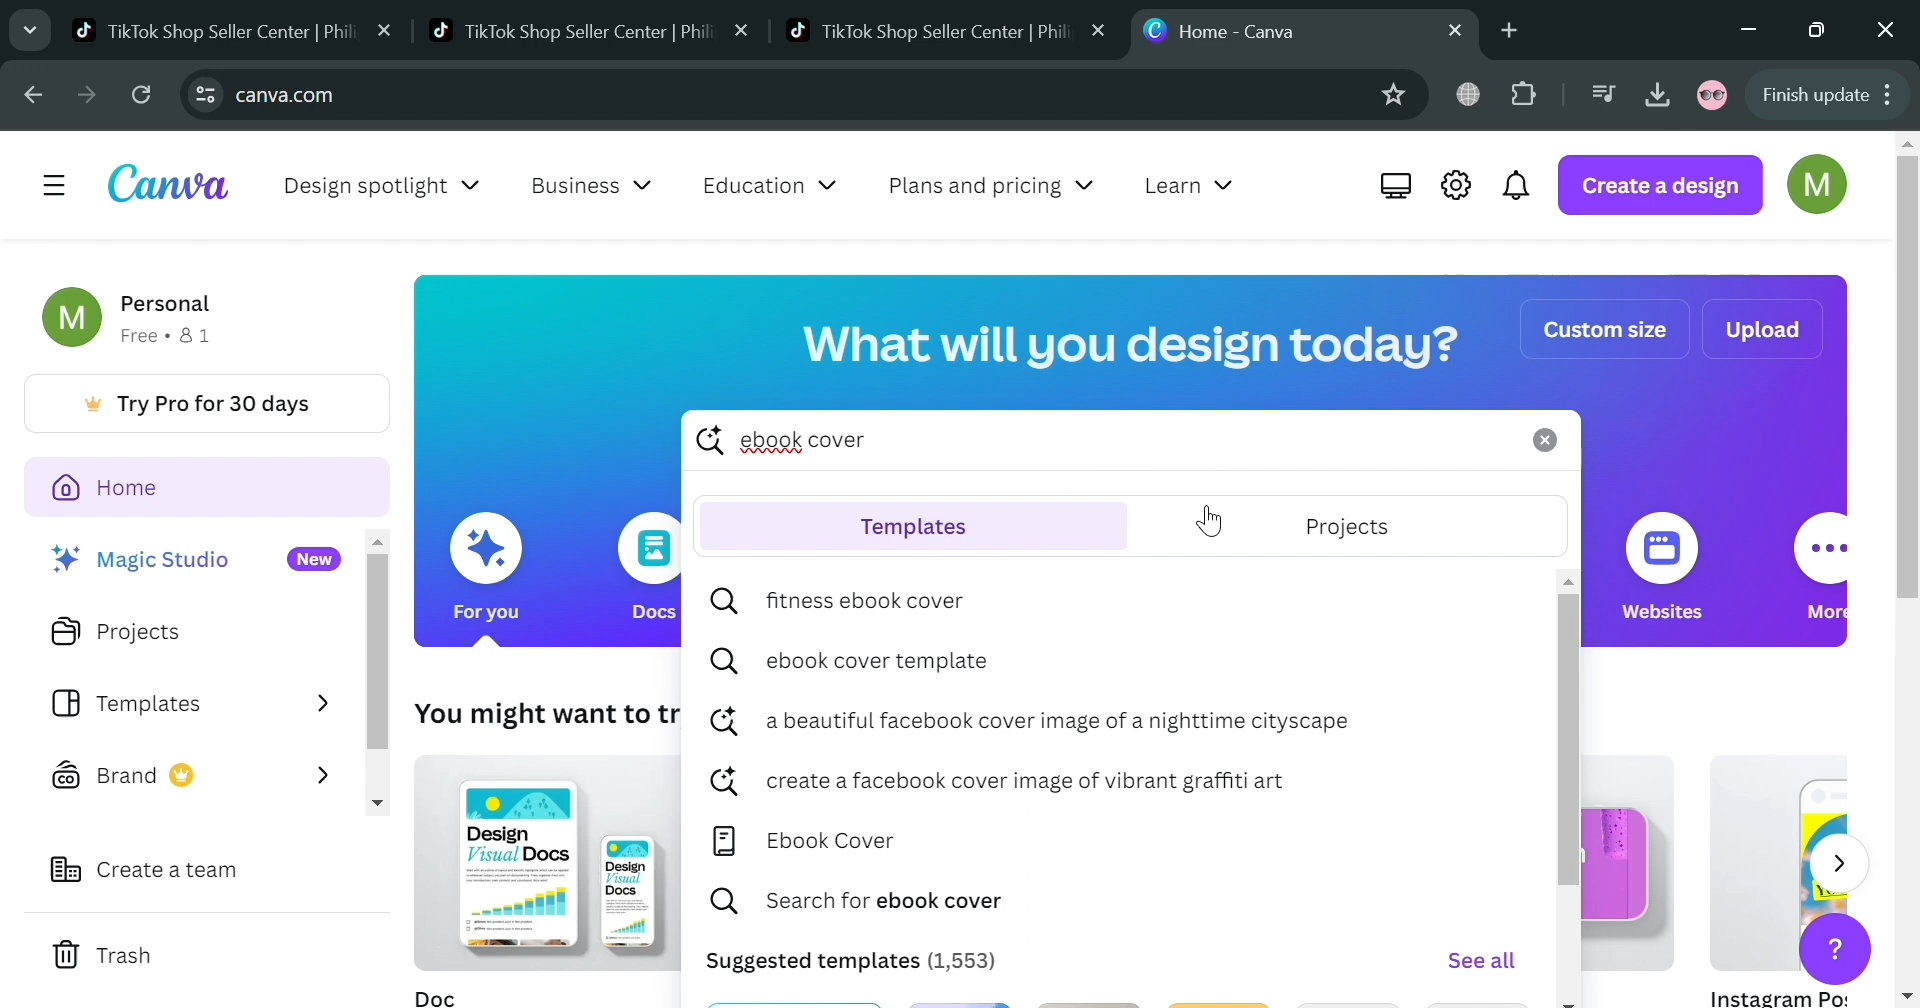 TikTok Shop Seller Center | Phili
TikTok Shop Seller Center | Phili
TikTok Shop Seller Center | Phili
Home - Canva
canva.com
Finish update
Canva
Design spotlight
Business
Education
Plans and pricing
Learn
Create a design
M
M
Personal
Free • 1
Try Pro for 30 days
Home
Magic Studio
New
Projects
Templates
Brand
Create a team
Trash
What will you design today?
Custom size
Upload
ebook cover
Templates
Projects
For you
Docs
Websites
More
fitness ebook cover
ebook cover template
a beautiful facebook cover image of a nighttime cityscape
create a facebook cover image of vibrant graffiti art
Ebook Cover
Search for ebook cover
Suggested templates (1,553)
See all
You might want to tr
Design
Visual Docs
Design
Visual
Docs
Doc
Instagram Pos
?